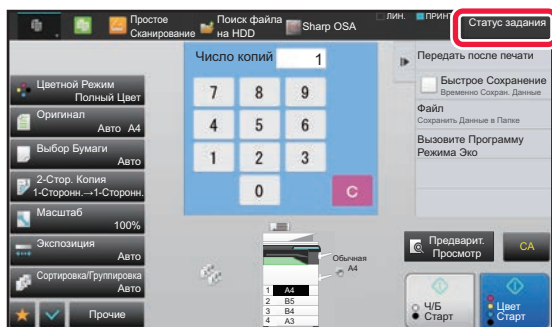 Простое
Сканирование
Поиск файла
на HDD
Sharp OSA
ЛИН.
ПРИНТ
Статус задания
Число копий
1
Передать после печати
Быстрое Сохранение
Временно Сохран. Данные
Файл
Сохранить Данные в Папке
Вызовите Программу
Режима Эко
Цветной Режим
Полный Цвет
Оригинал
Авто A4
Выбор Бумаги
Авто
2-Стор. Копия
1-Сторонн.→1-Сторонн.
Масштаб
100%
Экспозиция
Авто
Сортировка/Группировка
Авто
Прочие
7 8 9
4 5 6
1 2 3
0 C
Обычная
A4
1 A4
2 B5
3 B4
4 A3
Предварит.
Просмотр
CA
Ч/Б
Старт
Цвет
Старт